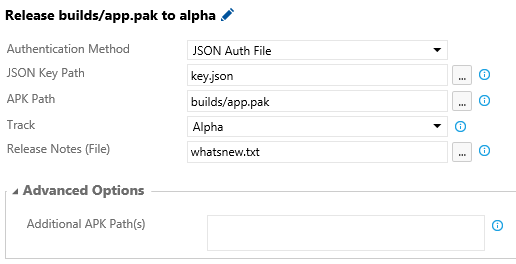 Release builds/app.pak to alpha
Authentication Method JSON Auth File
JSON Key Path key.json ...
APK Path builds/app.pak ...
Track Alpha
Release Notes (File) whatsnew.txt ...
Advanced Options
Additional APK Path(s)